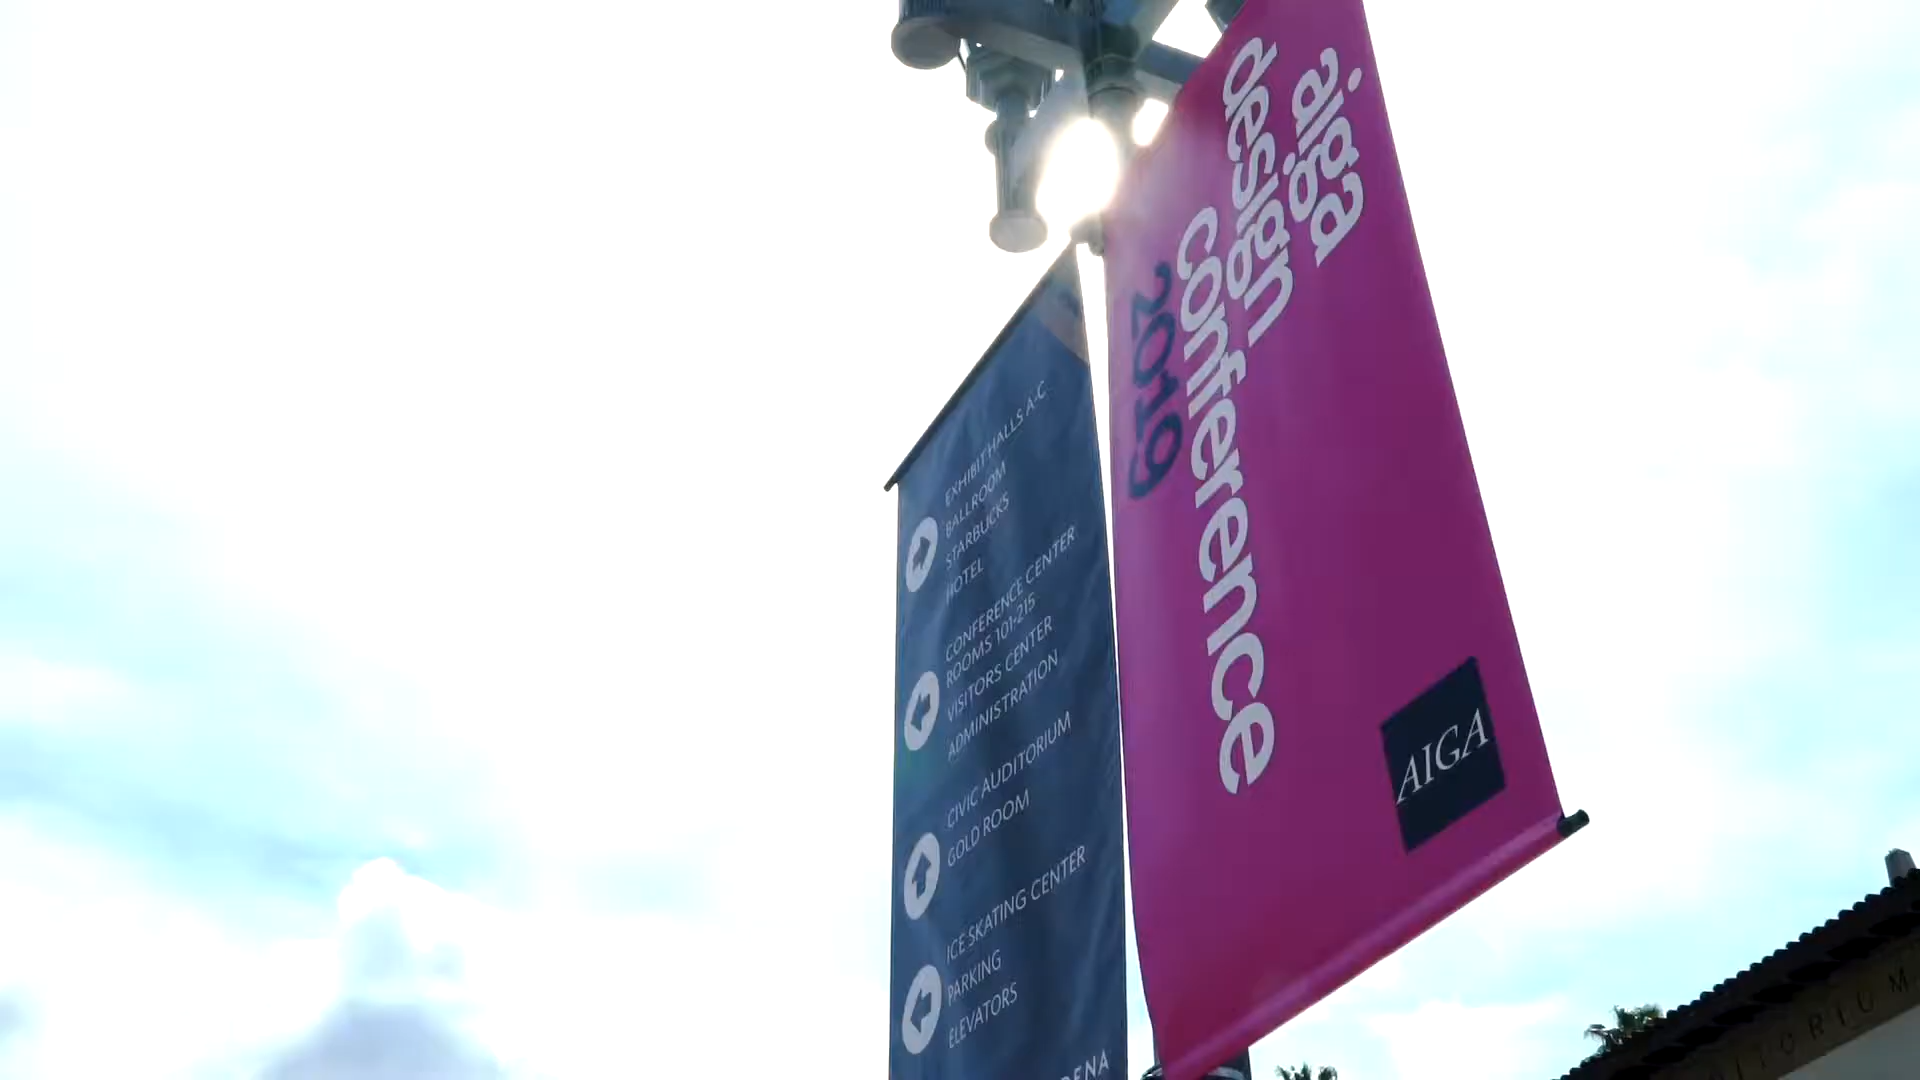 EXHIBIT HALLS A-C
BALLROOM
STARBUCKS
HOTEL
CONFERENCE CENTER
ROOMS 101-215
VISITORS CENTER
ADMINISTRATION
CIVIC AUDITORIUM
GOLD ROOM
ICE SKATING CENTER
PARKING
ELEVATORS
aiga
design
conference
2019
AIGA